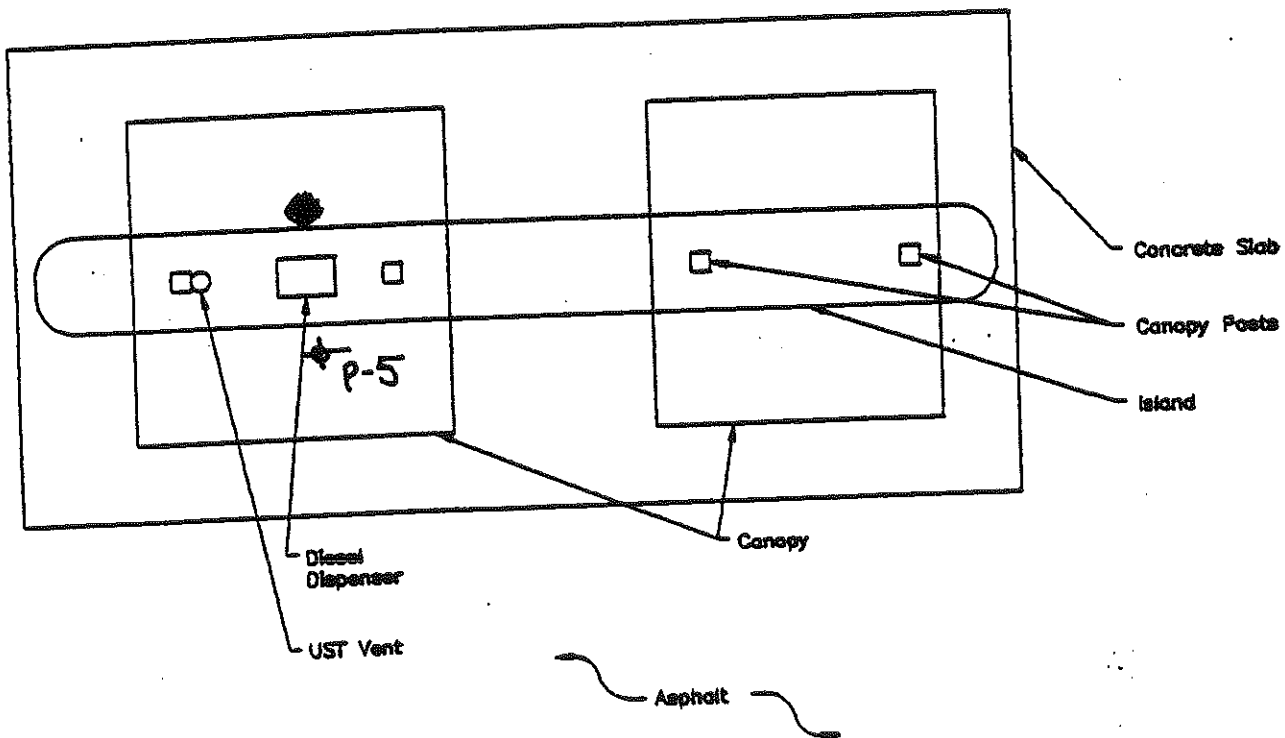 Concrete Slab
Canopy Posts
P-5
Island
Canopy
Diesel
Dispenser
UST Vent
Asphalt